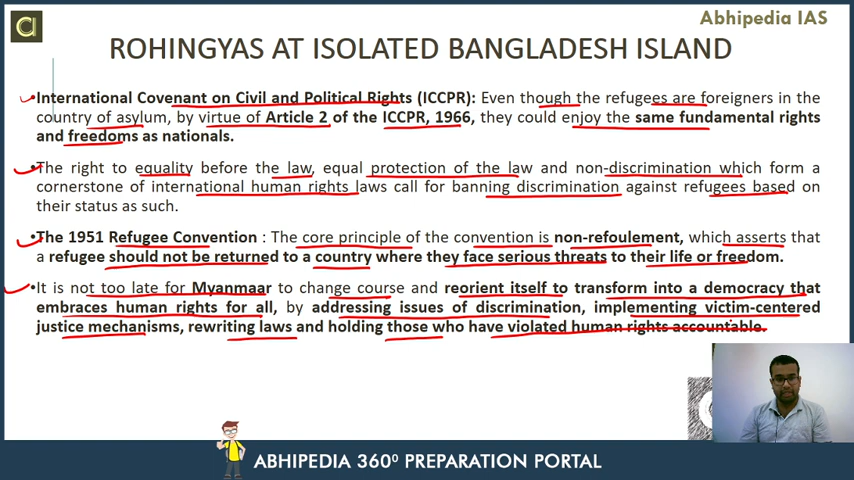 Abhipedia IAS
ROHINGYAS AT ISOLATED BANGLADESH ISLAND
•International Covenant on Civil and Political Rights (ICCPR): Even though the refugees are foreigners in the
country of asylum, by virtue of Article 2 of the ICCPR, 1966, they could enjoy the same fundamental rights
and freedoms as nationals.
•The right to equality before the law, equal protection of the law and non-discrimination which form a
cornerstone of international human rights laws call for banning discrimination against refugees based on
their status as such.
•The 1951 Refugee Convention : The core principle of the convention is non-refoulement, which asserts that
a refugee should not be returned to a country where they face serious threats to their life or freedom.
•It is not too late for Myanmar to change course and reorient itself to transform into a democracy that
embraces human rights for all, by addressing issues of discrimination, implementing victim-centered
justice mechanisms, rewriting laws and holding those who have violated human rights accountable.
ABHIPEDIA 360⁰ PREPARATION PORTAL